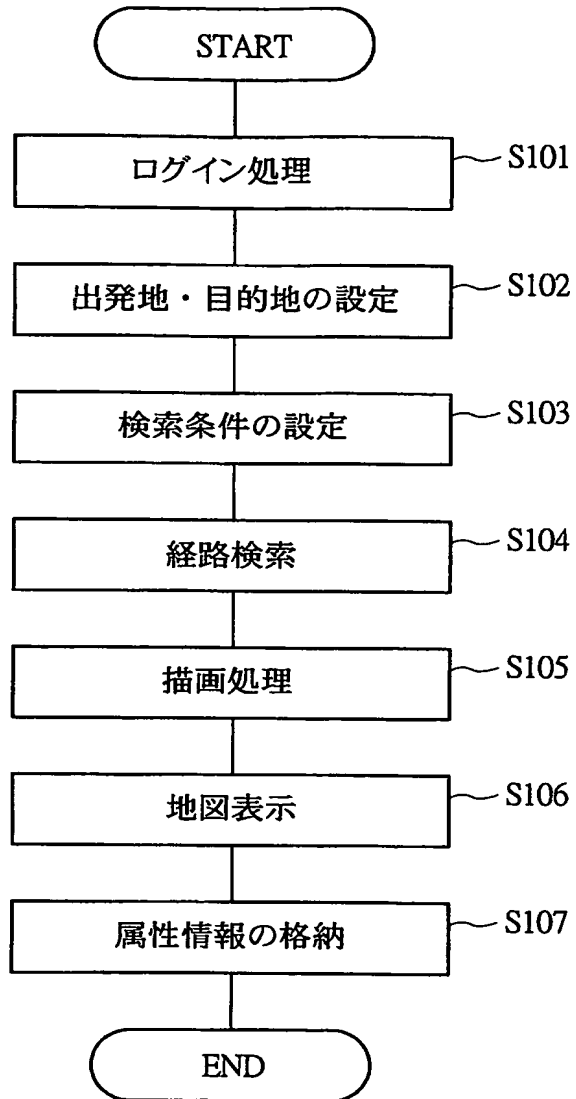 START
ログイン処理 S101
出発地・目的地の設定 S102
検索条件の設定 S103
経路検索 S104
描画処理 S105
地図表示 S106
属性情報の格納 S107
END